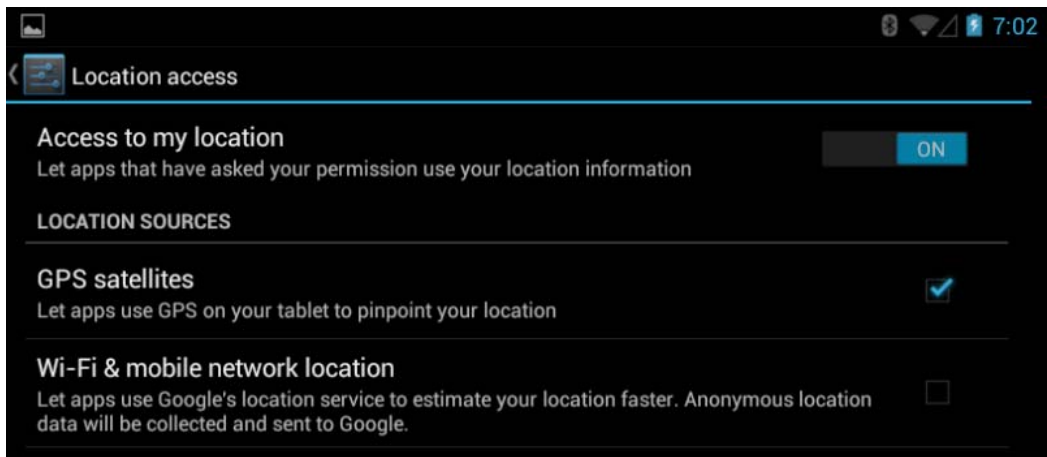 7:02
Location access
Access to my location
ON
Let apps that have asked your permission use your location information
LOCATION SOURCES
GPS satellites
Let apps use GPS on your tablet to pinpoint your location
Wi-Fi & mobile network location
Let apps use Google's location service to estimate your location faster. Anonymous location
data will be collected and sent to Google.